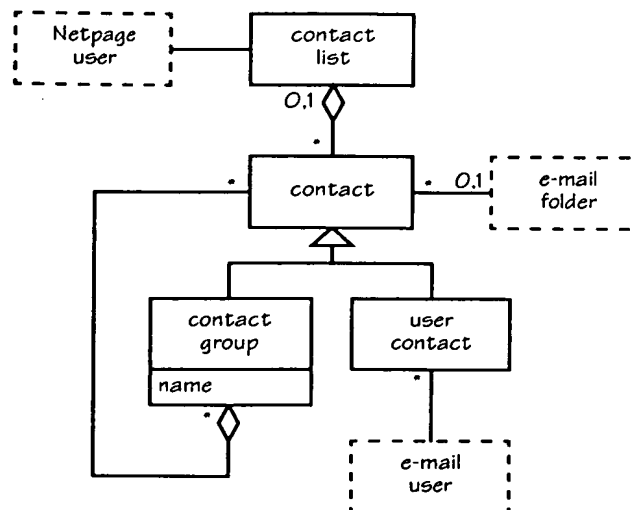 Netpage
user
contact
list
0,1
*
*
contact
*
0,1
e-mail
folder
contact
group
name
*
user
contact
*
e-mail
user